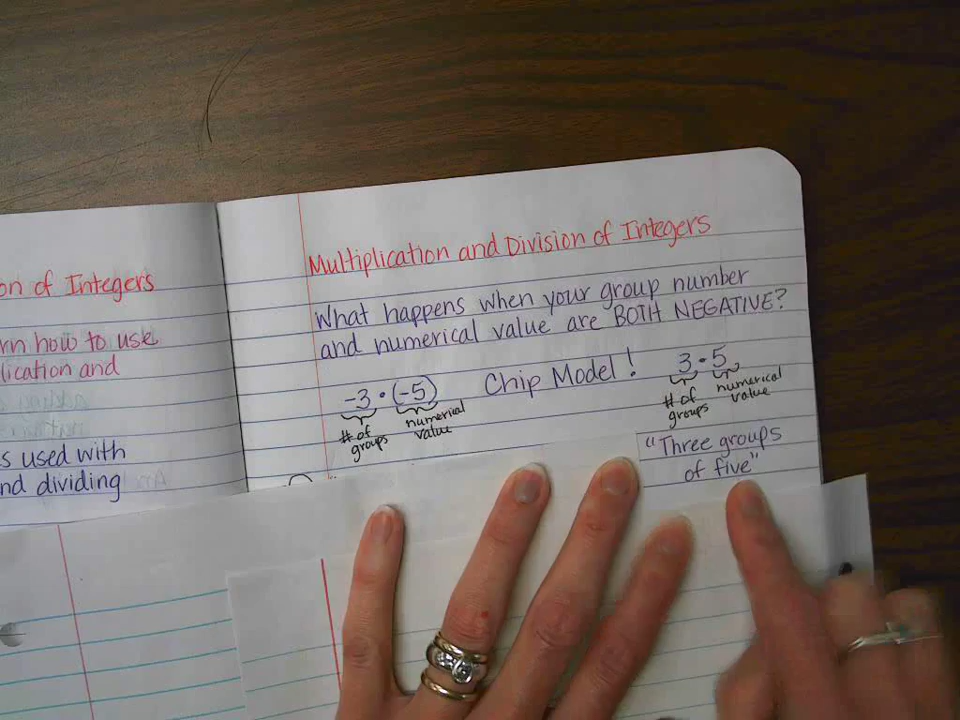 on of Integers
rn how to use
lication and
s used with
nd dividing
Multiplication and Division of Integers
What happens when your group number
and numerical value are BOTH NEGATIVE?
-3 • (-5)
# of
groups
numerical
value
Chip Model!
3 • 5
# of
groups
numerical
value
"Three groups
of five"